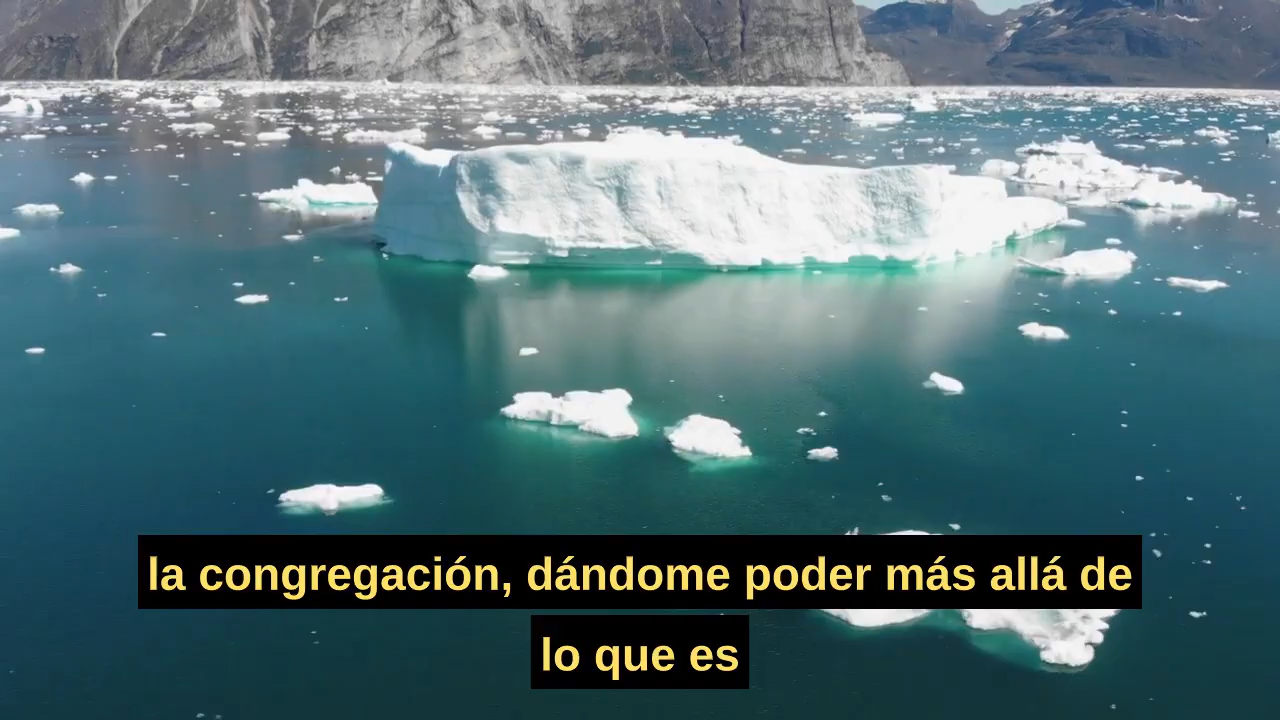 la congregación, dándome poder más allá de
lo que es